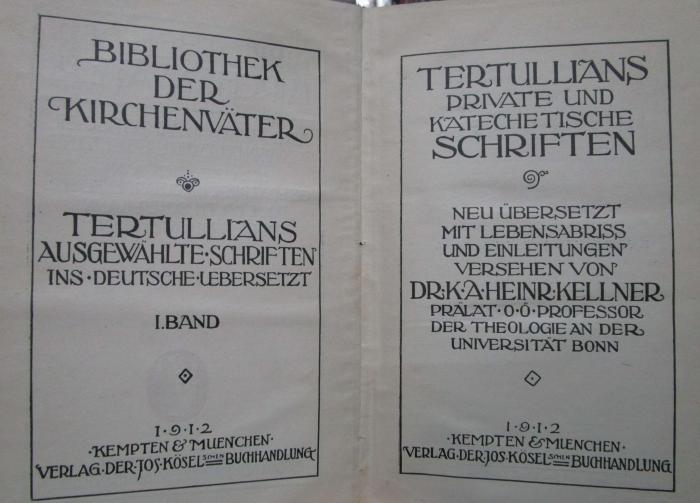 BIBLIOTHEK
DER
KIRCHENVÄTER
TERTULLIANS
AUSGEWÄHLTE·SCHRIFTEN
INS·DEUTSCHE·UEBERSETZT
I.BAND
1·9·1·2
·KEMPTEN & MUENCHEN·
VERLAG·DER·JOS·KÖSEL SCHEN BUCHHANDLUNG
TERTULLIANS
PRIVATE UND
KATECHETISCHE
SCHRIFTEN
NEU ÜBERSETZT
MIT LEBENSABRISS
UND EINLEITUNGEN
VERSEHEN VON
DR·K·A·HEINR·KELLNER
PRÄLAT·O·Ö·PROFESSOR
DER THEOLOGIE AN DER
UNIVERSITÄT BONN
1·9·1·2
·KEMPTEN & MUENCHEN·
VERLAG·DER·JOS·KÖSEL SCHEN BUCHHANDLUNG